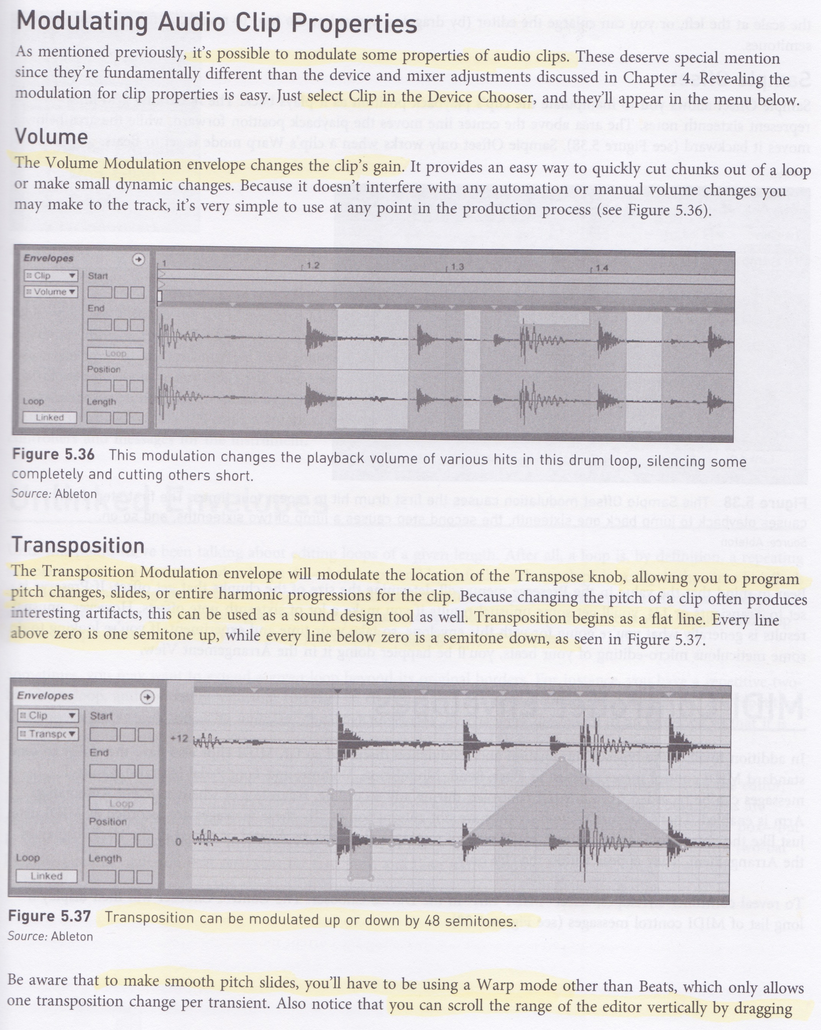 Modulating Audio Clip Properties
As mentioned previously, it's possible to modulate some properties of audio clips. These deserve special mention
since they're fundamentally different than the device and mixer adjustments discussed in Chapter 4. Revealing the
modulation for clip properties is easy. Just select Clip in the Device Chooser, and they'll appear in the menu below.
Volume
The Volume Modulation envelope changes the clip's gain. It provides an easy way to quickly cut chunks out of a loop
or make small dynamic changes. Because it doesn't interfere with any automation or manual volume changes you
may make to the track, it's very simple to use at any point in the production process (see Figure 5.36).
Envelopes
Clip
Volume
Loop
Linked
Start
End
Loop
Position
Length
1 1.2 1.3 1.4
Figure 5.36 This modulation changes the playback volume of various hits in this drum loop, silencing some
completely and cutting others short.
Source: Ableton
Transposition
The Transposition Modulation envelope will modulate the location of the Transpose knob, allowing you to program
pitch changes, slides, or entire harmonic progressions for the clip. Because changing the pitch of a clip often produces
interesting artifacts, this can be used as a sound design tool as well. Transposition begins as a flat line. Every line
above zero is one semitone up, while every line below zero is semitone down, as seen in Figure 5.37.
Envelopes
Clip
Transpc
Loop
Linked
Start
End
Loop
Position
Length
+12
0
Figure 5.37 Transposition can be modulated up or down by 48 semitones.
Source: Ableton
Be aware that to make smooth pitch slides, you'll have to be using a Warp mode other than Beats, which only allows
one transposition change per transient. Also notice that you can scroll the range of the editor vertically by dragging